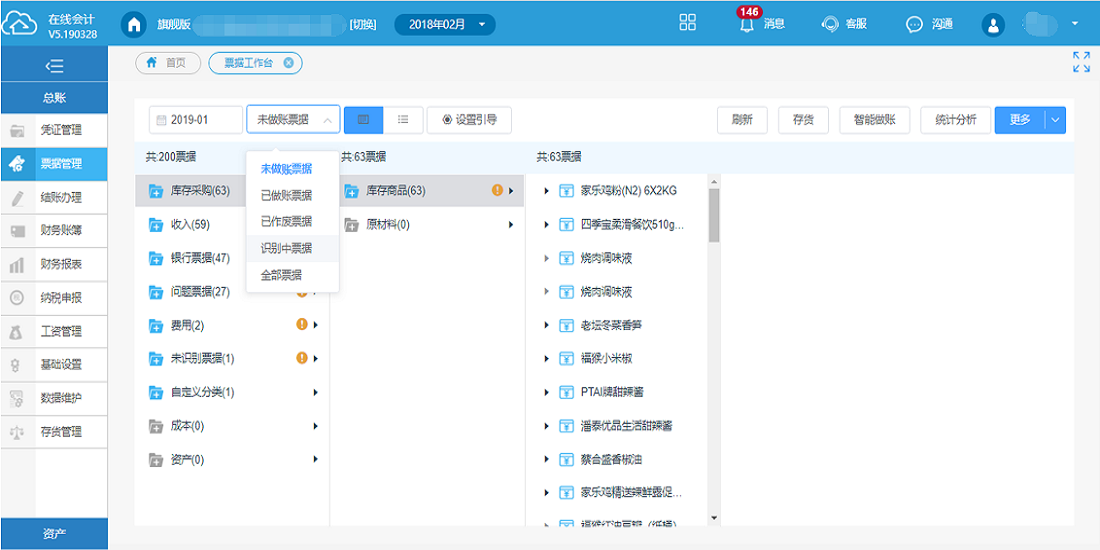 在线会计
V5.190328
旗舰版
[切换]
2018年02月
146
消息
客服
沟通
首页
票据工作台
总账
凭证管理
票据管理
结账办理
财务账簿
财务报表
纳税申报
工资管理
基础设置
数据维护
存货管理
资产
2019-01
未做账票据
设置引导
刷新
存货
智能做账
统计分析
更多
共:200票据
共:63票据
共:63票据
未做账票据
已做账票据
已作废票据
识别中票据
全部票据
库存采购(63)
收入(59)
银行票据(47)
问题票据(27)
费用(2)
未识别票据(1)
自定义分类(1)
成本(0)
资产(0)
库存商品(63)
原材料(0)
家乐鸡粉(N2) 6X2KG
四季宝柔滑餐饮510g...
烧肉调味液
烧肉调味液
老坛冬菜香笋
福猴小米椒
PTAI牌甜辣酱
潘泰优品生活甜辣酱
蔡合盛香椒油
家乐鸡精送辣鲜露促...
福猴红油豆瓣（纸桶）